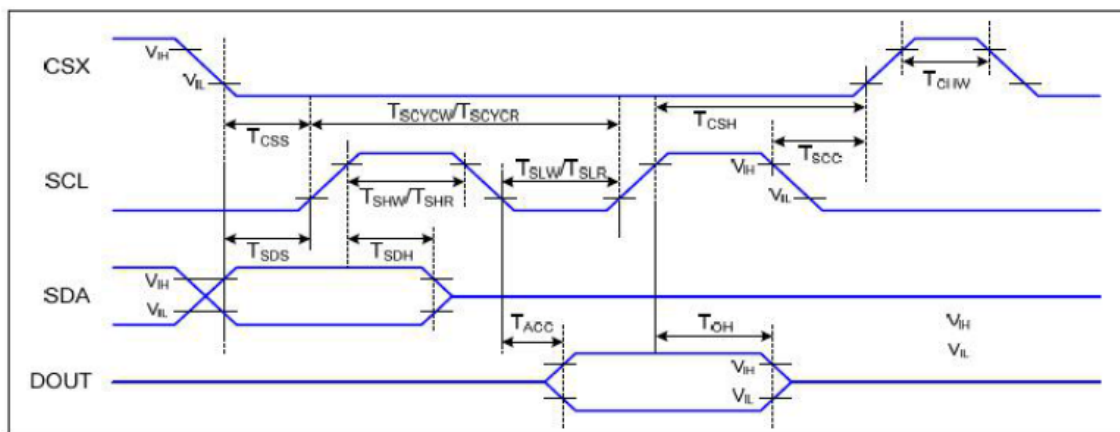 CSX
VIH
VIL
TCHW
TCSS
TSCYCW/TSCYCR
TCSH
TSCC
SCL
TSHW/TSHR
TSLW/TSLR
VIH
VIL
TSDS
TSDH
SDA
VIH
VIL
TACC
TOH
VIH
VIL
DOUT
VIH
VIL